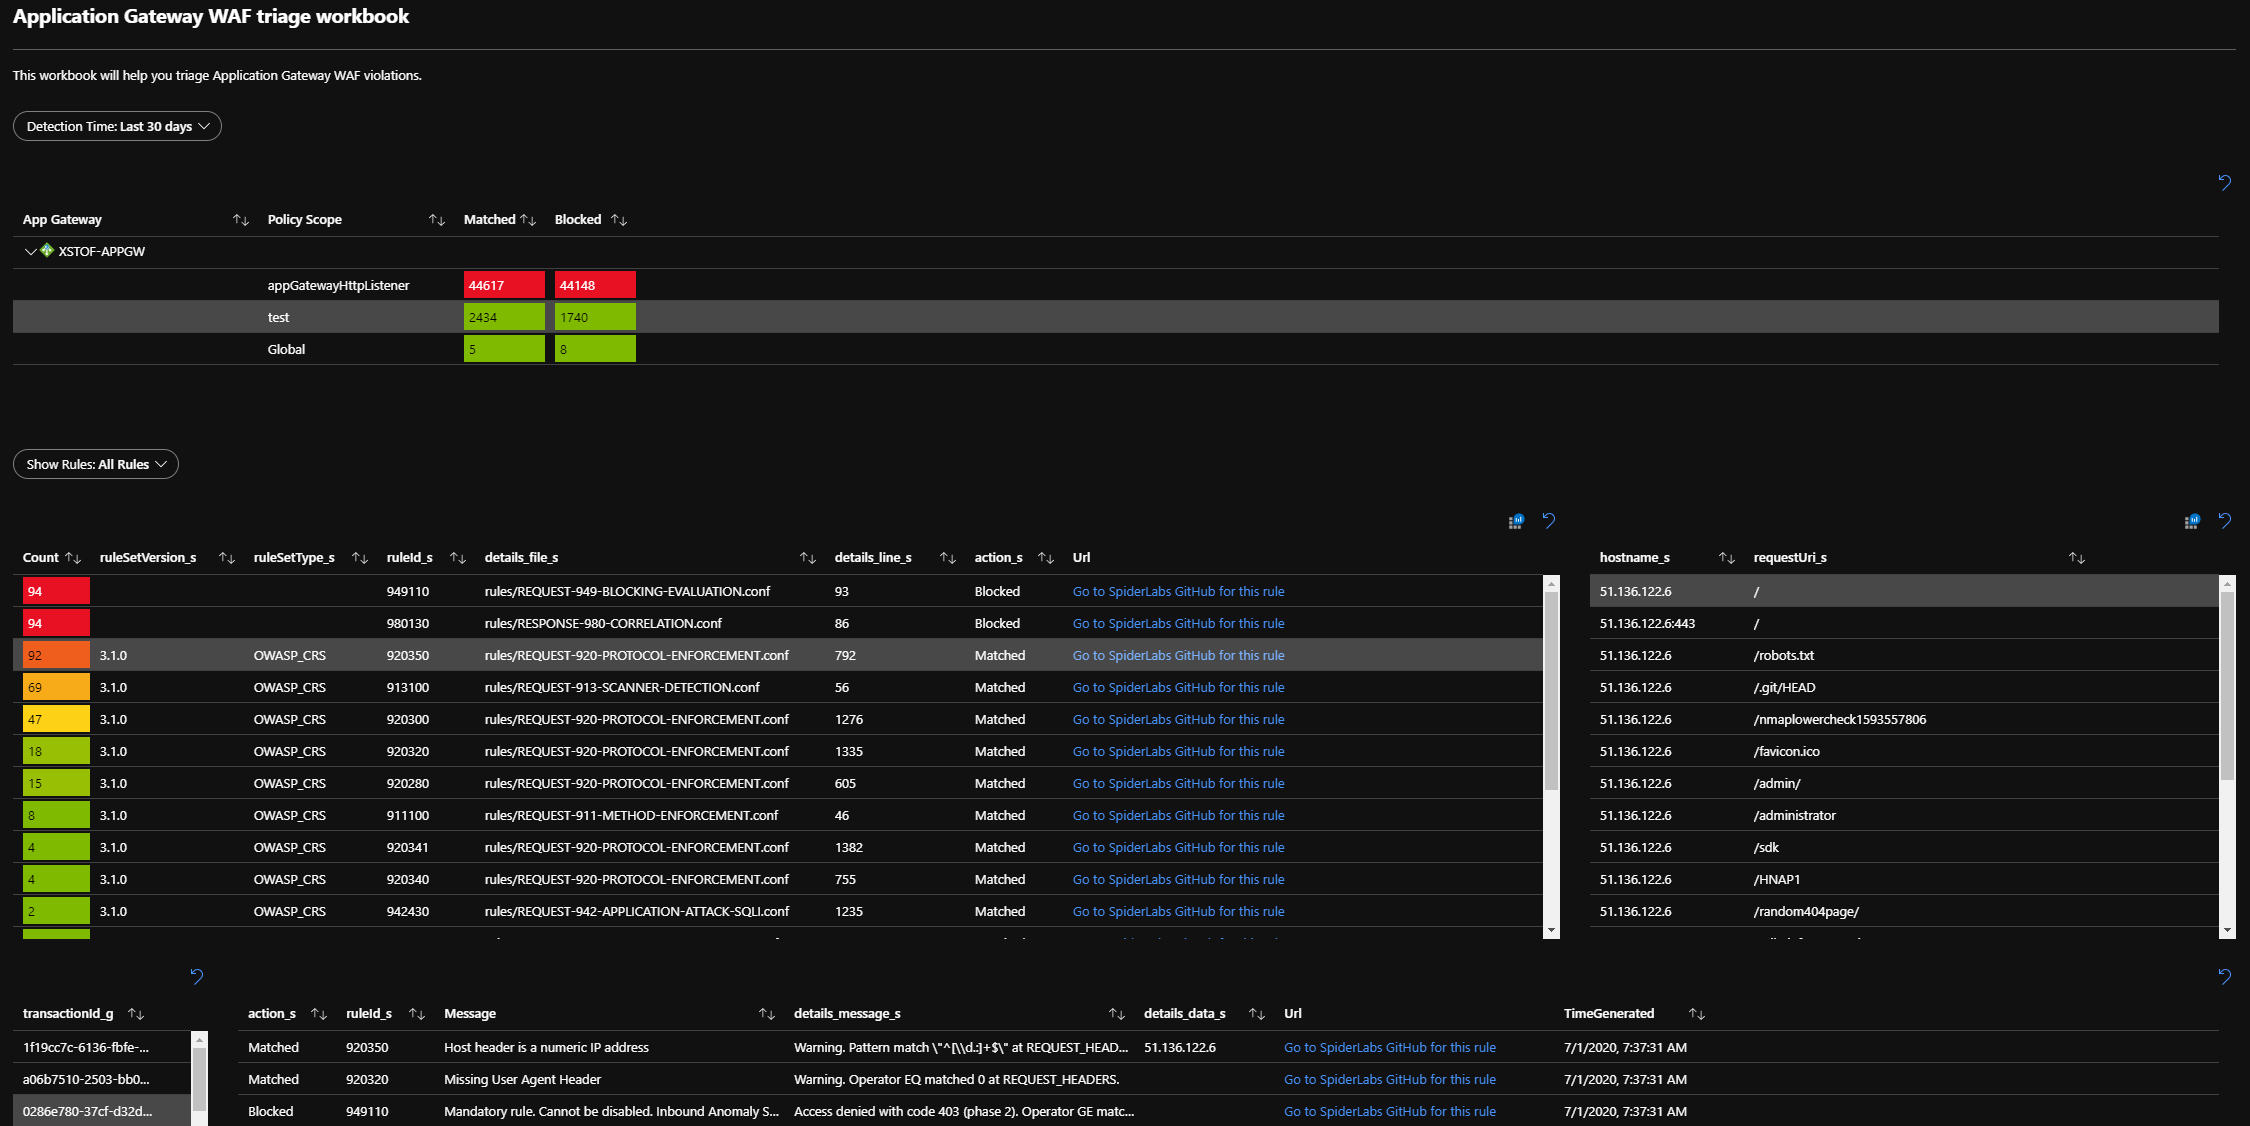 Application Gateway WAF triage workbook
This workbook will help you triage Application Gateway WAF violations.
Detection Time: Last 30 days
App Gateway Policy Scope Matched Blocked
XSTOF-APPGW
appGatewayHttpListener 44617 44148
test 2434 1740
Global 5 8
Show Rules: All Rules
Count ruleSetVersion_s ruleSetType_s ruleId_s details_file_s details_line_s action_s Url
94 949110 rules/REQUEST-949-BLOCKING-EVALUATION.conf 93 Blocked Go to SpiderLabs GitHub for this rule
94 980130 rules/RESPONSE-980-CORRELATION.conf 86 Blocked Go to SpiderLabs GitHub for this rule
92 3.1.0 OWASP_CRS 920350 rules/REQUEST-920-PROTOCOL-ENFORCEMENT.conf 792 Matched Go to SpiderLabs GitHub for this rule
69 3.1.0 OWASP_CRS 913100 rules/REQUEST-913-SCANNER-DETECTION.conf 56 Matched Go to SpiderLabs GitHub for this rule
47 3.1.0 OWASP_CRS 920300 rules/REQUEST-920-PROTOCOL-ENFORCEMENT.conf 1276 Matched Go to SpiderLabs GitHub for this rule
18 3.1.0 OWASP_CRS 920320 rules/REQUEST-920-PROTOCOL-ENFORCEMENT.conf 1335 Matched Go to SpiderLabs GitHub for this rule
15 3.1.0 OWASP_CRS 920280 rules/REQUEST-920-PROTOCOL-ENFORCEMENT.conf 605 Matched Go to SpiderLabs GitHub for this rule
8 3.1.0 OWASP_CRS 911100 rules/REQUEST-911-METHOD-ENFORCEMENT.conf 46 Matched Go to SpiderLabs GitHub for this rule
4 3.1.0 OWASP_CRS 920341 rules/REQUEST-920-PROTOCOL-ENFORCEMENT.conf 1382 Matched Go to SpiderLabs GitHub for this rule
4 3.1.0 OWASP_CRS 920340 rules/REQUEST-920-PROTOCOL-ENFORCEMENT.conf 755 Matched Go to SpiderLabs GitHub for this rule
2 3.1.0 OWASP_CRS 942430 rules/REQUEST-942-APPLICATION-ATTACK-SQLI.conf 1235 Matched Go to SpiderLabs GitHub for this rule
hostname_s requestUri_s
51.136.122.6 /
51.136.122.6:443 /
51.136.122.6 /robots.txt
51.136.122.6 /.git/HEAD
51.136.122.6 /nmaplowercheck1593557806
51.136.122.6 /favicon.ico
51.136.122.6 /admin/
51.136.122.6 /administrator
51.136.122.6 /sdk
51.136.122.6 /HNAP1
51.136.122.6 /random404page/
transactionId_g
1f19cc7c-6136-fbfe-...
a06b7510-2503-bb0...
0286e780-37cf-d32d...
action_s ruleId_s Message details_message_s details_data_s Url TimeGenerated
Matched 920350 Host header is a numeric IP address Warning. Pattern match \"^[\\d.:]+$\" at REQUEST_HEAD... 51.136.122.6 Go to SpiderLabs GitHub for this rule 7/1/2020, 7:37:31 AM
Matched 920320 Missing User Agent Header Warning. Operator EQ matched 0 at REQUEST_HEADERS. Go to SpiderLabs GitHub for this rule 7/1/2020, 7:37:31 AM
Blocked 949110 Mandatory rule. Cannot be disabled. Inbound Anomaly S... Access denied with code 403 (phase 2). Operator GE matc... Go to SpiderLabs GitHub for this rule 7/1/2020, 7:37:31 AM